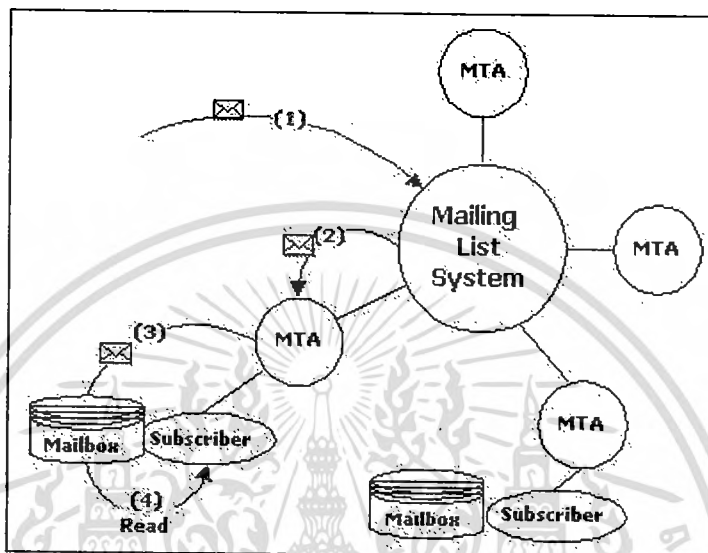 MTA
(1)
Mailing
List
System
MTA
(2)
MTA
(3)
Mailbox
Subscriber
(4)
Read
MTA
Mailbox
Subscriber